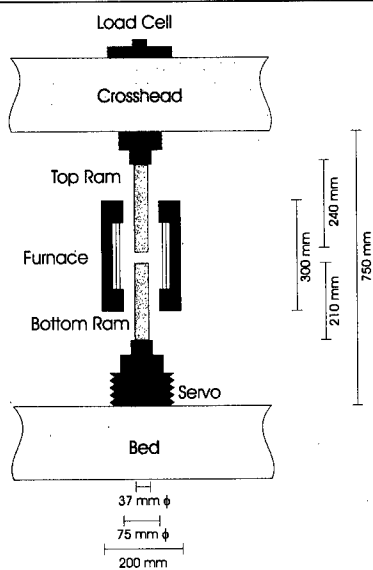 Load Cell
Crosshead
Top Ram
Furnace
Bottom Ram
Servo
Bed
240 mm
300 mm
210 mm
750 mm
37 mm ϕ
75 mm ϕ
200 mm